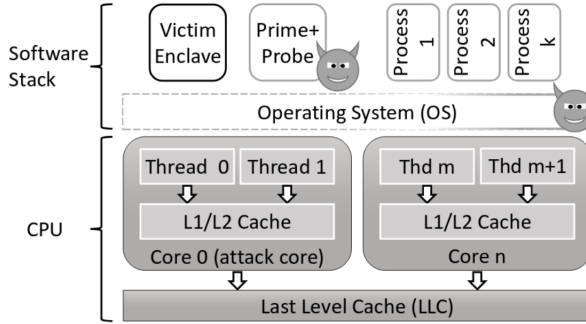 Software
Stack
Victim
Enclave
Prime+
Probe
Process
1
Process
2
Process
k
Operating System (OS)
CPU
Thread 0
Thread 1
L1/L2 Cache
Core 0 (attack core)
Thd m
Thd m+1
L1/L2 Cache
Core n
Last Level Cache (LLC)